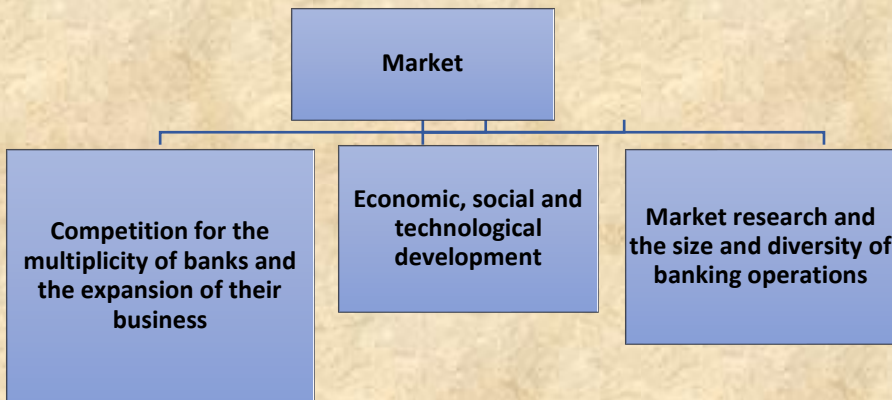 Market
Competition for the
multiplicity of banks and
the expansion of their
business
Economic, social and
technological
development
Market research and
the size and diversity of
banking operations